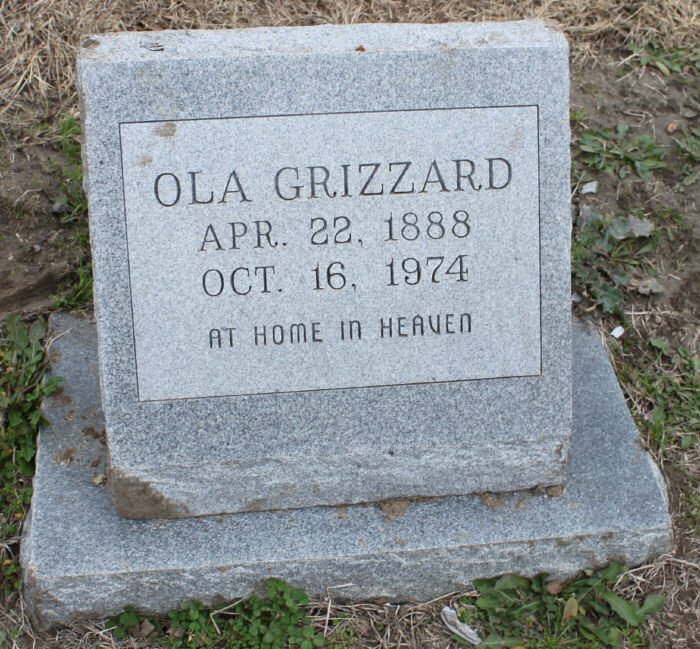 OLA GRIZZARD
APR. 22, 1888
OCT. 16, 1974
AT HOME IN HEAVEN